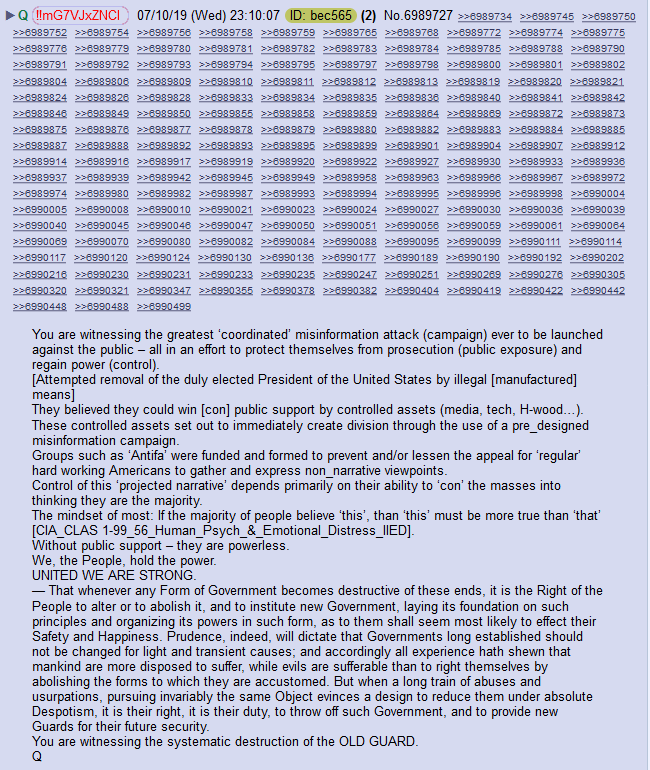 ▶ Q !!mG7VJxZNCI 07/10/19 (Wed) 23:10:07 ID: bec565 (2) No.6989727 >>6989734 >>6989745 >>6989750
>>6989752 >>6989754 >>6989756 >>6989758 >>6989759 >>6989765 >>6989768 >>6989772 >>6989774 >>6989775
>>6989776 >>6989779 >>6989780 >>6989781 >>6989782 >>6989783 >>6989784 >>6989785 >>6989788 >>6989790
>>6989791 >>6989792 >>6989793 >>6989794 >>6989795 >>6989797 >>6989798 >>6989800 >>6989801 >>6989802
>>6989804 >>6989806 >>6989809 >>6989810 >>6989811 >>6989812 >>6989813 >>6989819 >>6989820 >>6989821
>>6989824 >>6989826 >>6989828 >>6989833 >>6989834 >>6989835 >>6989836 >>6989840 >>6989841 >>6989842
>>6989846 >>6989849 >>6989850 >>6989855 >>6989858 >>6989859 >>6989864 >>6989869 >>6989872 >>6989873
>>6989875 >>6989876 >>6989877 >>6989878 >>6989879 >>6989880 >>6989882 >>6989883 >>6989884 >>6989885
>>6989887 >>6989888 >>6989892 >>6989893 >>6989895 >>6989899 >>6989901 >>6989904 >>6989907 >>6989912
>>6989914 >>6989916 >>6989917 >>6989919 >>6989920 >>6989922 >>6989927 >>6989930 >>6989933 >>6989936
>>6989937 >>6989939 >>6989942 >>6989945 >>6989949 >>6989958 >>6989963 >>6989966 >>6989967 >>6989972
>>6989974 >>6989980 >>6989982 >>6989987 >>6989993 >>6989994 >>6989995 >>6989996 >>6989998 >>6990004
>>6990005 >>6990008 >>6990010 >>6990021 >>6990023 >>6990024 >>6990027 >>6990030 >>6990036 >>6990039
>>6990040 >>6990045 >>6990046 >>6990047 >>6990050 >>6990051 >>6990056 >>6990059 >>6990061 >>6990064
>>6990069 >>6990070 >>6990080 >>6990082 >>6990084 >>6990088 >>6990095 >>6990099 >>6990111 >>6990114
>>6990117 >>6990120 >>6990124 >>6990130 >>6990136 >>6990177 >>6990189 >>6990190 >>6990192 >>6990202
>>6990216 >>6990230 >>6990231 >>6990233 >>6990235 >>6990247 >>6990251 >>6990269 >>6990276 >>6990305
>>6990320 >>6990321 >>6990347 >>6990355 >>6990378 >>6990382 >>6990404 >>6990419 >>6990422 >>6990442
>>6990448 >>6990488 >>6990499
You are witnessing the greatest ‘coordinated’ misinformation attack (campaign) ever to be launched
against the public – all in an effort to protect themselves from prosecution (public exposure) and
regain power (control).
[Attempted removal of the duly elected President of the United States by illegal [manufactured]
means]
They believed they could win [con] public support by controlled assets (media, tech, H-wood…).
These controlled assets set out to immediately create division through the use of a pre_designed
misinformation campaign.
Groups such as ‘Antifa’ were funded and formed to prevent and/or lessen the appeal for ‘regular’
hard working Americans to gather and express non_narrative viewpoints.
Control of this ‘projected narrative’ depends primarily on their ability to ‘con’ the masses into
thinking they are the majority.
The mindset of most: If the majority of people believe ‘this’, than ‘this’ must be more true than ‘that’
[CIA_CLAS 1-99_56_Human_Psych_&_Emotional_Distress_IIED].
Without public support – they are powerless.
We, the People, hold the power.
UNITED WE ARE STRONG.
— That whenever any Form of Government becomes destructive of these ends, it is the Right of the
People to alter or to abolish it, and to institute new Government, laying its foundation on such
principles and organizing its powers in such form, as to them shall seem most likely to effect their
Safety and Happiness. Prudence, indeed, will dictate that Governments long established should
not be changed for light and transient causes; and accordingly all experience hath shewn that
mankind are more disposed to suffer, while evils are sufferable than to right themselves by
abolishing the forms to which they are accustomed. But when a long train of abuses and
usurpations, pursuing invariably the same Object evinces a design to reduce them under absolute
Despotism, it is their right, it is their duty, to throw off such Government, and to provide new
Guards for their future security.
You are witnessing the systematic destruction of the OLD GUARD.
Q